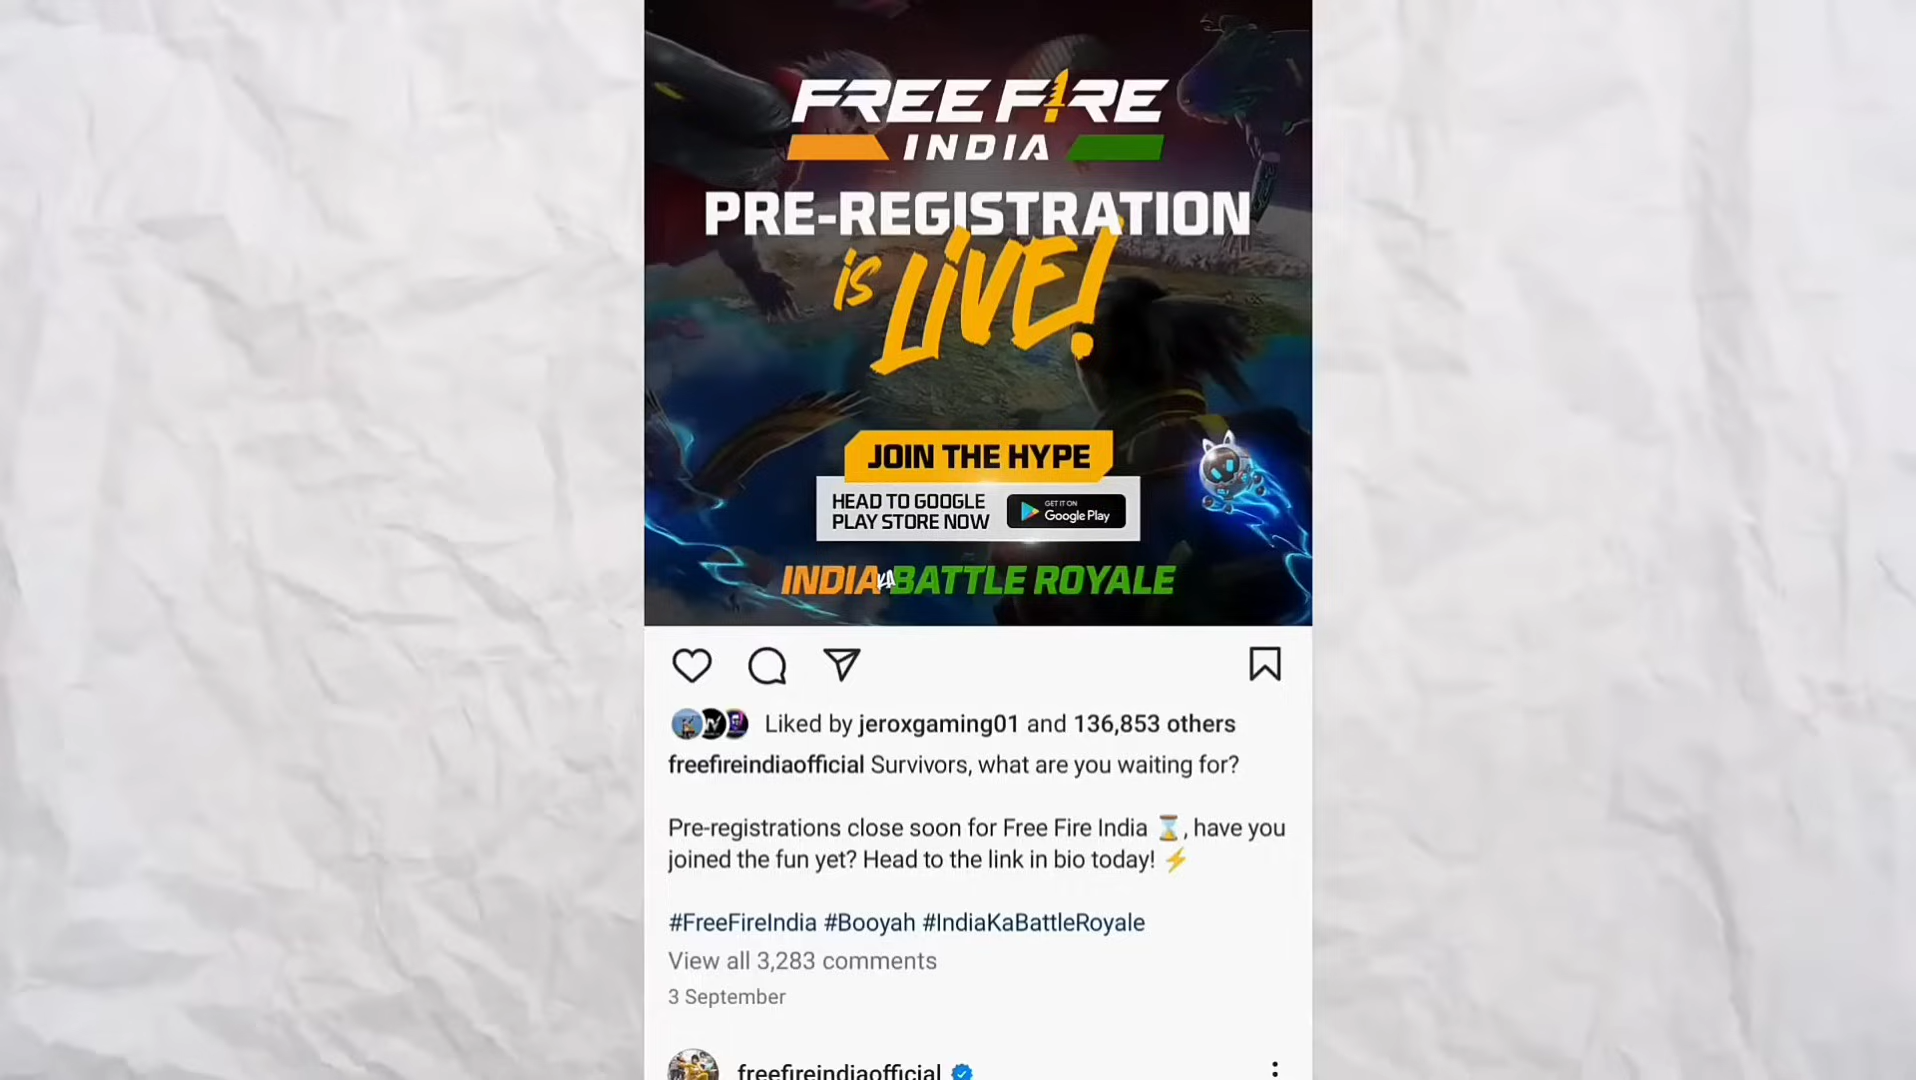 FREE FIRE
INDIA
PRE-REGISTRATION
is LIVE!
JOIN THE HYPE
HEAD TO GOOGLE
PLAY STORE NOW
GET IT ON
Google Play
INDIA KA BATTLE ROYALE
Liked by jeroxgaming01 and 136,853 others
freefireindiaofficial Survivors, what are you waiting for?
Pre-registrations close soon for Free Fire India ⏳, have you
joined the fun yet? Head to the link in bio today! ⚡
#FreeFireIndia #Booyah #IndiaKaBattleRoyale
View all 3,283 comments
3 September
freefireindiaofficial